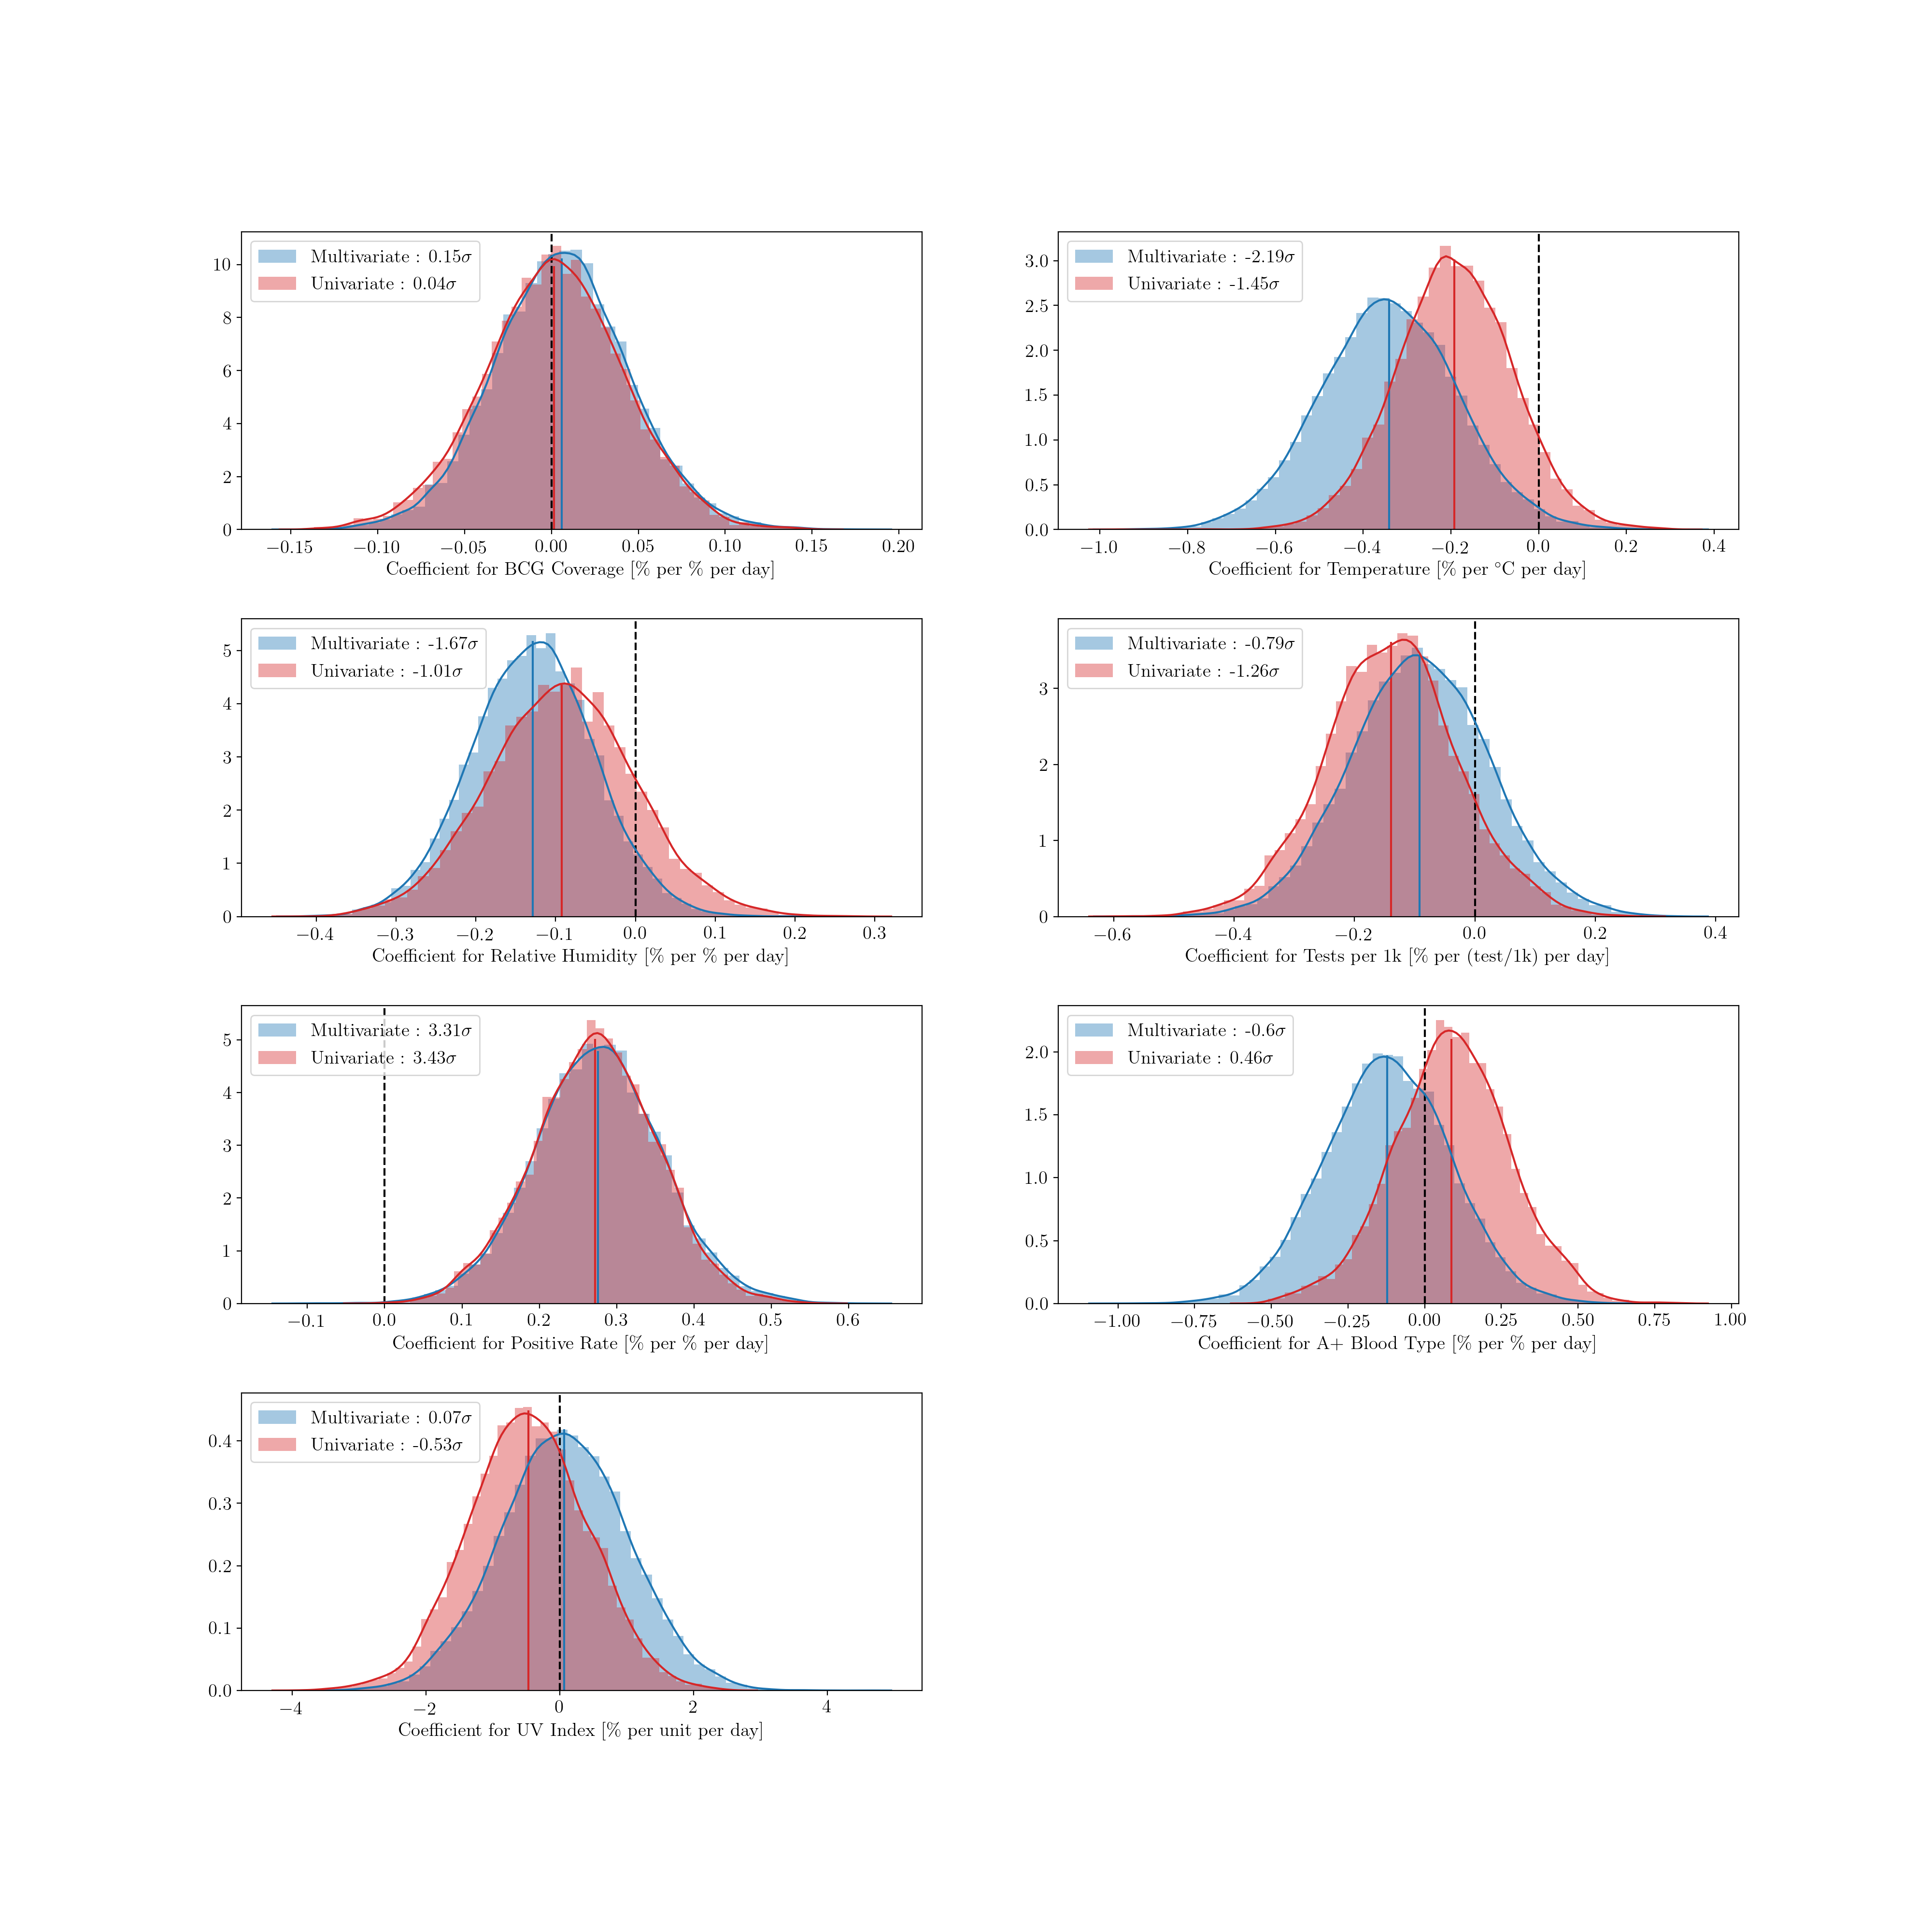 Multivariate : 0.15σ
Univariate : 0.04σ
10
8
6
4
2
0
−0.15 −0.10 −0.05 0.00 0.05 0.10 0.15 0.20
Coefficient for BCG Coverage [% per % per day]
Multivariate : -2.19σ
Univariate : -1.45σ
3.0
2.5
2.0
1.5
1.0
0.5
0.0
−1.0 −0.8 −0.6 −0.4 −0.2 0.0 0.2 0.4
Coefficient for Temperature [% per °C per day]
Multivariate : -1.67σ
Univariate : -1.01σ
5
4
3
2
1
0
−0.4 −0.3 −0.2 −0.1 0.0 0.1 0.2 0.3
Coefficient for Relative Humidity [% per % per day]
Multivariate : -0.79σ
Univariate : -1.26σ
3
2
1
0
−0.6 −0.4 −0.2 0.0 0.2 0.4
Coefficient for Tests per 1k [% per (test/1k) per day]
Multivariate : 3.31σ
Univariate : 3.43σ
5
4
3
2
1
0
−0.1 0.0 0.1 0.2 0.3 0.4 0.5 0.6
Coefficient for Positive Rate [% per % per day]
Multivariate : -0.6σ
Univariate : 0.46σ
2.0
1.5
1.0
0.5
0.0
−1.00 −0.75 −0.50 −0.25 0.00 0.25 0.50 0.75 1.00
Coefficient for A+ Blood Type [% per % per day]
Multivariate : 0.07σ
Univariate : -0.53σ
0.4
0.3
0.2
0.1
0.0
−4 −2 0 2 4
Coefficient for UV Index [% per unit per day]